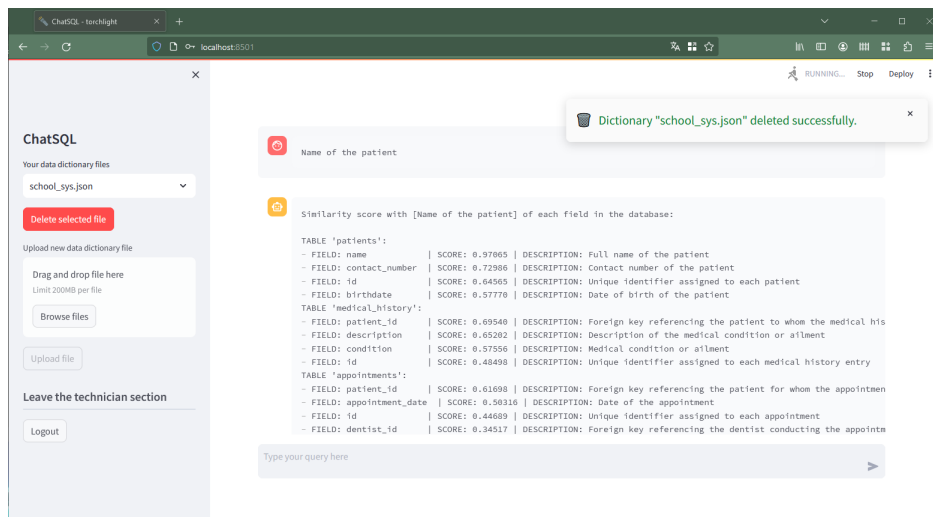 ChatSQL - torchlight
localhost:8501
RUNNING...
Stop
Deploy
Dictionary "school_sys.json" deleted successfully.
ChatSQL
Your data dictionary files
school_sys.json
Delete selected file
Upload new data dictionary file
Drag and drop file here
Limit 200MB per file
Browse files
Upload file
Leave the technician section
Logout
Name of the patient
Similarity score with [Name of the patient] of each field in the database:
TABLE 'patients':
- FIELD: name | SCORE: 0.97065 | DESCRIPTION: Full name of the patient
- FIELD: contact_number | SCORE: 0.72986 | DESCRIPTION: Contact number of the patient
- FIELD: id | SCORE: 0.64565 | DESCRIPTION: Unique identifier assigned to each patient
- FIELD: birthdate | SCORE: 0.57770 | DESCRIPTION: Date of birth of the patient
TABLE 'medical_history':
- FIELD: patient_id | SCORE: 0.69540 | DESCRIPTION: Foreign key referencing the patient to whom the medical his
- FIELD: description | SCORE: 0.65202 | DESCRIPTION: Description of the medical condition or ailment
- FIELD: condition | SCORE: 0.57556 | DESCRIPTION: Medical condition or ailment
- FIELD: id | SCORE: 0.48498 | DESCRIPTION: Unique identifier assigned to each medical history entry
TABLE 'appointments':
- FIELD: patient_id | SCORE: 0.61698 | DESCRIPTION: Foreign key referencing the patient for whom the appointmen
- FIELD: appointment_date | SCORE: 0.50316 | DESCRIPTION: Date of the appointment
- FIELD: id | SCORE: 0.44689 | DESCRIPTION: Unique identifier assigned to each appointment
- FIELD: dentist_id | SCORE: 0.34517 | DESCRIPTION: Foreign key referencing the dentist conducting the appointm
Type your query here